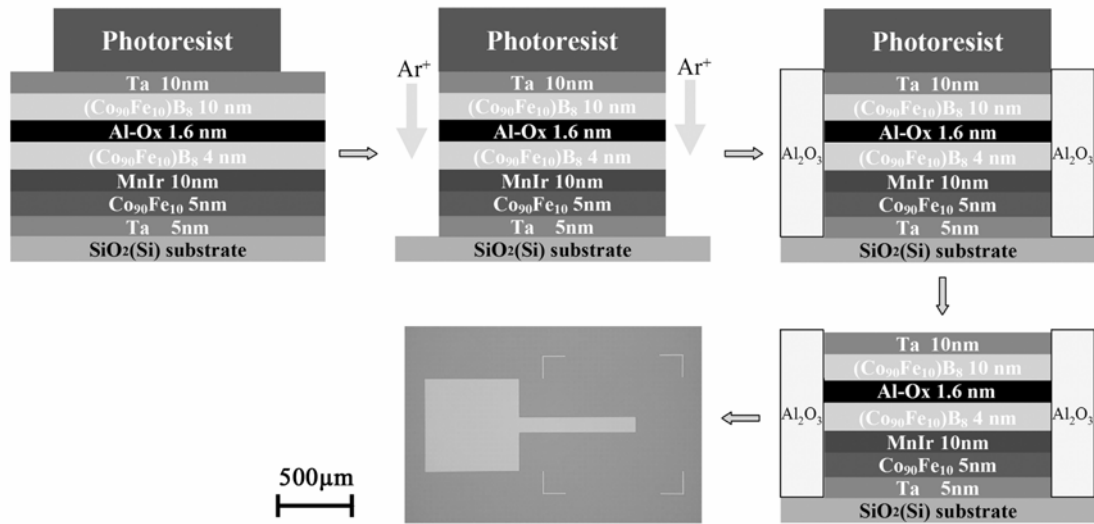 Photoresist
Ta 10nm
(Co₉₀Fe₁₀)B₈ 10 nm
Al-Ox 1.6 nm
(Co₉₀Fe₁₀)B₈ 4 nm
MnIr 10nm
Co₉₀Fe₁₀ 5nm
Ta 5nm
SiO₂(Si) substrate
Ar⁺
Photoresist
Ar⁺
Ta 10nm
(Co₉₀Fe₁₀)B₈ 10 nm
Al-Ox 1.6 nm
(Co₉₀Fe₁₀)B₈ 4 nm
MnIr 10nm
Co₉₀Fe₁₀ 5nm
Ta 5nm
SiO₂(Si) substrate
Photoresist
Ta 10nm
(Co₉₀Fe₁₀)B₈ 10 nm
Al-Ox 1.6 nm
(Co₉₀Fe₁₀)B₈ 4 nm
MnIr 10nm
Co₉₀Fe₁₀ 5nm
Ta 5nm
SiO₂(Si) substrate
Al₂O₃
Al₂O₃
Ta 10nm
(Co₉₀Fe₁₀)B₈ 10 nm
Al-Ox 1.6 nm
(Co₉₀Fe₁₀)B₈ 4 nm
MnIr 10nm
Co₉₀Fe₁₀ 5nm
Ta 5nm
SiO₂(Si) substrate
Al₂O₃
Al₂O₃
500μm